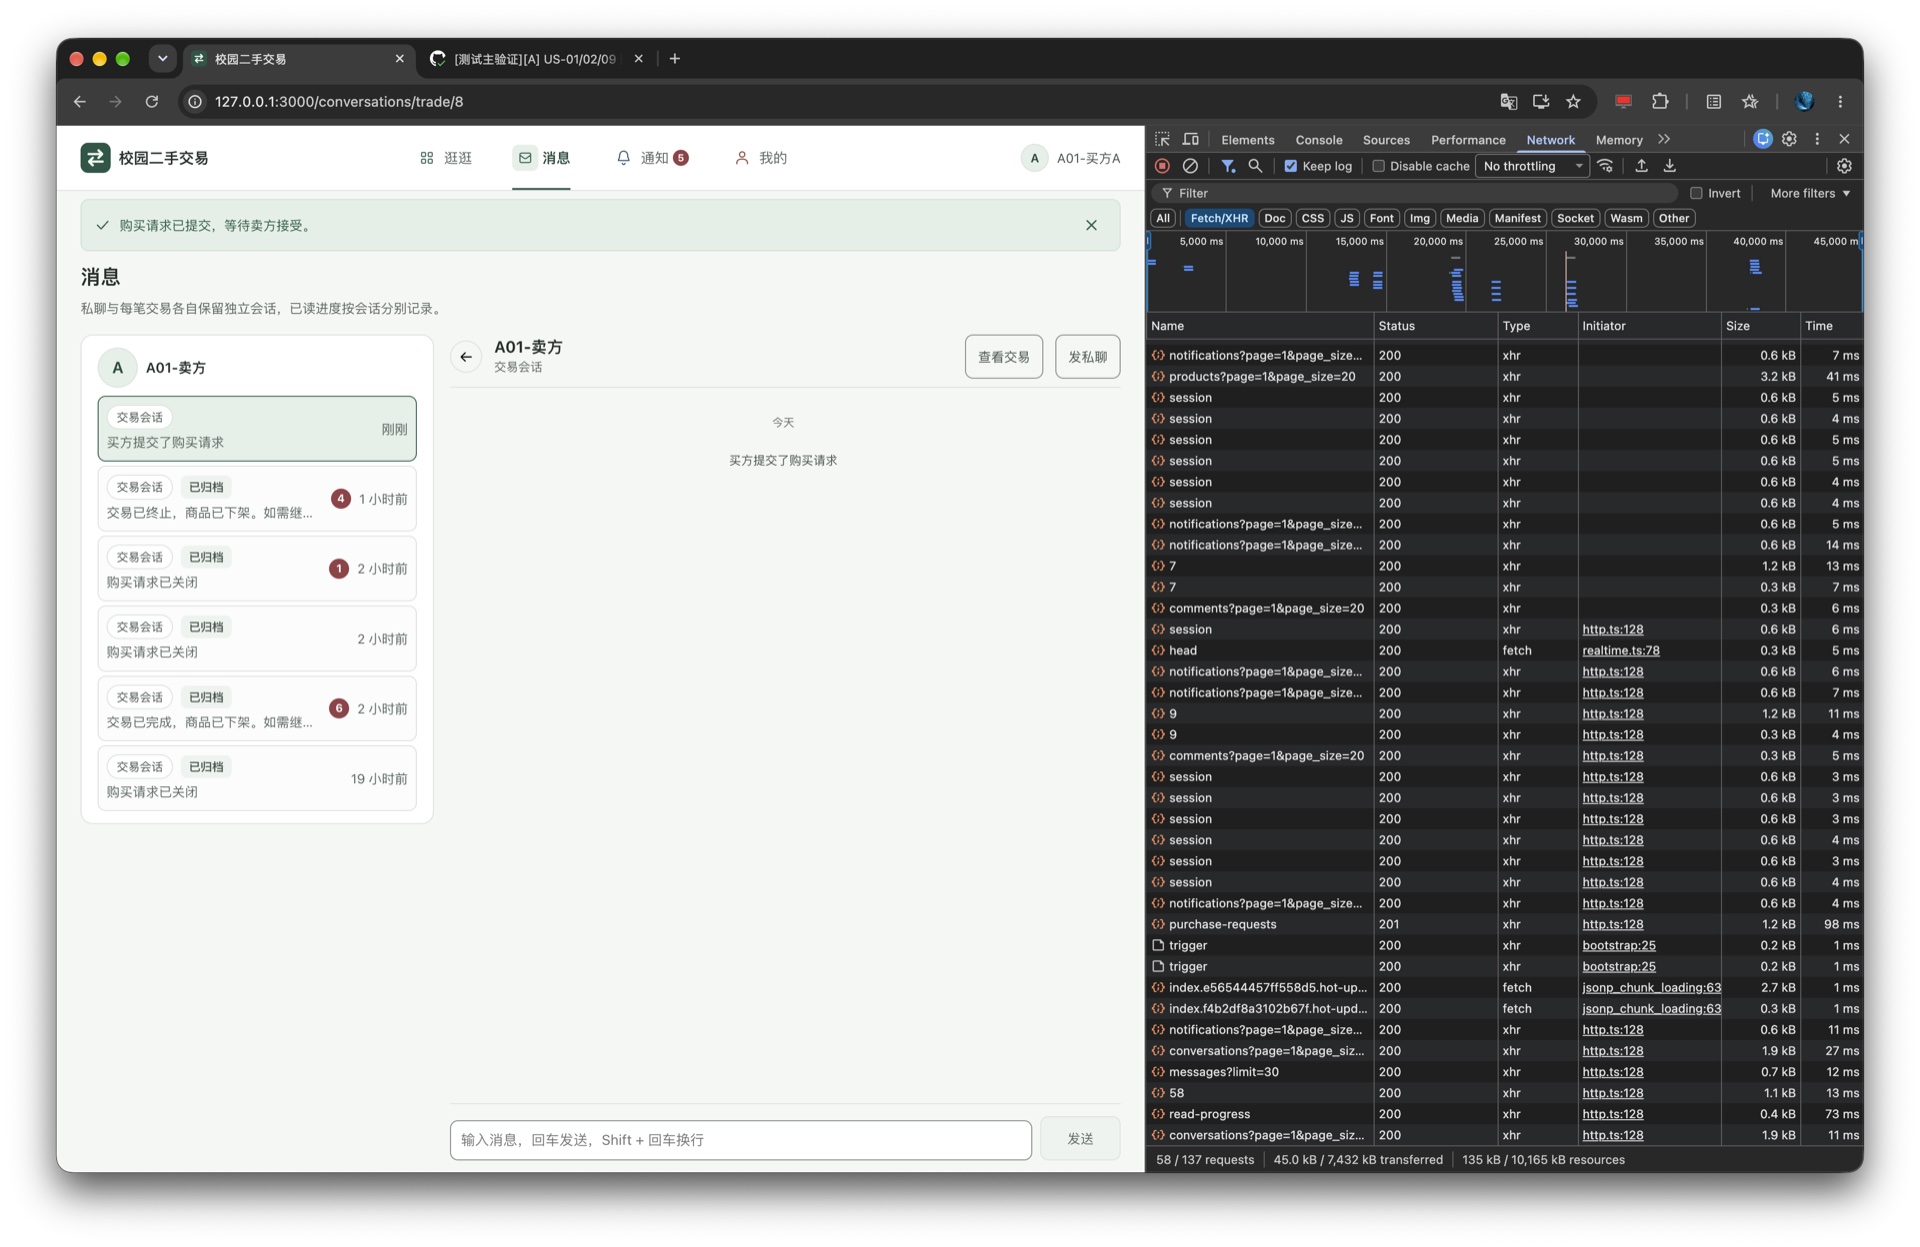 校园二手交易
[测试主验证][A] US-01/02/09
127.0.0.1:3000/conversations/trade/8
校园二手交易
逛逛
消息
通知 5
我的
A A01-买方A
购买请求已提交，等待卖方接受。
消息
私聊与每笔交易各自保留独立会话，已读进度按会话分别记录。
A A01-卖方
交易会话
买方提交了购买请求
刚刚
交易会话 已归档
交易已终止，商品已下架。如需继...
4 1 小时前
交易会话 已归档
购买请求已关闭
1 2 小时前
交易会话 已归档
购买请求已关闭
2 小时前
交易会话 已归档
交易已完成，商品已下架。如需继...
6 2 小时前
交易会话 已归档
购买请求已关闭
19 小时前
A01-卖方
交易会话
查看交易
发私聊
今天
买方提交了购买请求
输入消息，回车发送，Shift + 回车换行
发送
Elements Console Sources Performance Network Memory
Keep log Disable cache No throttling
Filter Invert More filters
All Fetch/XHR Doc CSS JS Font Img Media Manifest Socket Wasm Other
5,000 ms 10,000 ms 15,000 ms 20,000 ms 25,000 ms 30,000 ms 35,000 ms 40,000 ms 45,000 m
Name Status Type Initiator Size Time
notifications?page=1&page_size... 200 xhr 0.6 kB 7 ms
products?page=1&page_size=20 200 xhr 3.2 kB 41 ms
session 200 xhr 0.6 kB 5 ms
session 200 xhr 0.6 kB 4 ms
session 200 xhr 0.6 kB 5 ms
session 200 xhr 0.6 kB 5 ms
session 200 xhr 0.6 kB 4 ms
session 200 xhr 0.6 kB 4 ms
notifications?page=1&page_size... 200 xhr 0.6 kB 5 ms
notifications?page=1&page_size... 200 xhr 0.6 kB 14 ms
7 200 xhr 1.2 kB 13 ms
7 200 xhr 0.3 kB 7 ms
comments?page=1&page_size=20 200 xhr 0.3 kB 6 ms
session 200 xhr http.ts:128 0.6 kB 6 ms
head 200 fetch realtime.ts:78 0.3 kB 5 ms
notifications?page=1&page_size... 200 xhr http.ts:128 0.6 kB 6 ms
notifications?page=1&page_size... 200 xhr http.ts:128 0.6 kB 7 ms
9 200 xhr http.ts:128 1.2 kB 11 ms
9 200 xhr http.ts:128 0.3 kB 4 ms
comments?page=1&page_size=20 200 xhr http.ts:128 0.3 kB 5 ms
session 200 xhr http.ts:128 0.6 kB 3 ms
session 200 xhr http.ts:128 0.6 kB 3 ms
session 200 xhr http.ts:128 0.6 kB 3 ms
session 200 xhr http.ts:128 0.6 kB 4 ms
session 200 xhr http.ts:128 0.6 kB 3 ms
session 200 xhr http.ts:128 0.6 kB 4 ms
notifications?page=1&page_size... 200 xhr http.ts:128 0.6 kB 4 ms
purchase-requests 201 xhr http.ts:128 1.2 kB 98 ms
trigger 200 xhr bootstrap:25 0.2 kB 1 ms
trigger 200 xhr bootstrap:25 0.2 kB 1 ms
index.e56544457ff558d5.hot-up... 200 fetch jsonp_chunk_loading:63 2.7 kB 1 ms
index.f4b2df8a3102b67f.hot-upd... 200 fetch jsonp_chunk_loading:63 0.3 kB 1 ms
notifications?page=1&page_size... 200 xhr http.ts:128 0.6 kB 11 ms
conversations?page=1&page_siz... 200 xhr http.ts:128 1.9 kB 27 ms
messages?limit=30 200 xhr http.ts:128 0.7 kB 12 ms
58 200 xhr http.ts:128 1.1 kB 13 ms
read-progress 200 xhr http.ts:128 0.4 kB 73 ms
conversations?page=1&page_siz... 200 xhr http.ts:128 1.9 kB 11 ms
58 / 137 requests 45.0 kB / 7,432 kB transferred 135 kB / 10,165 kB resources